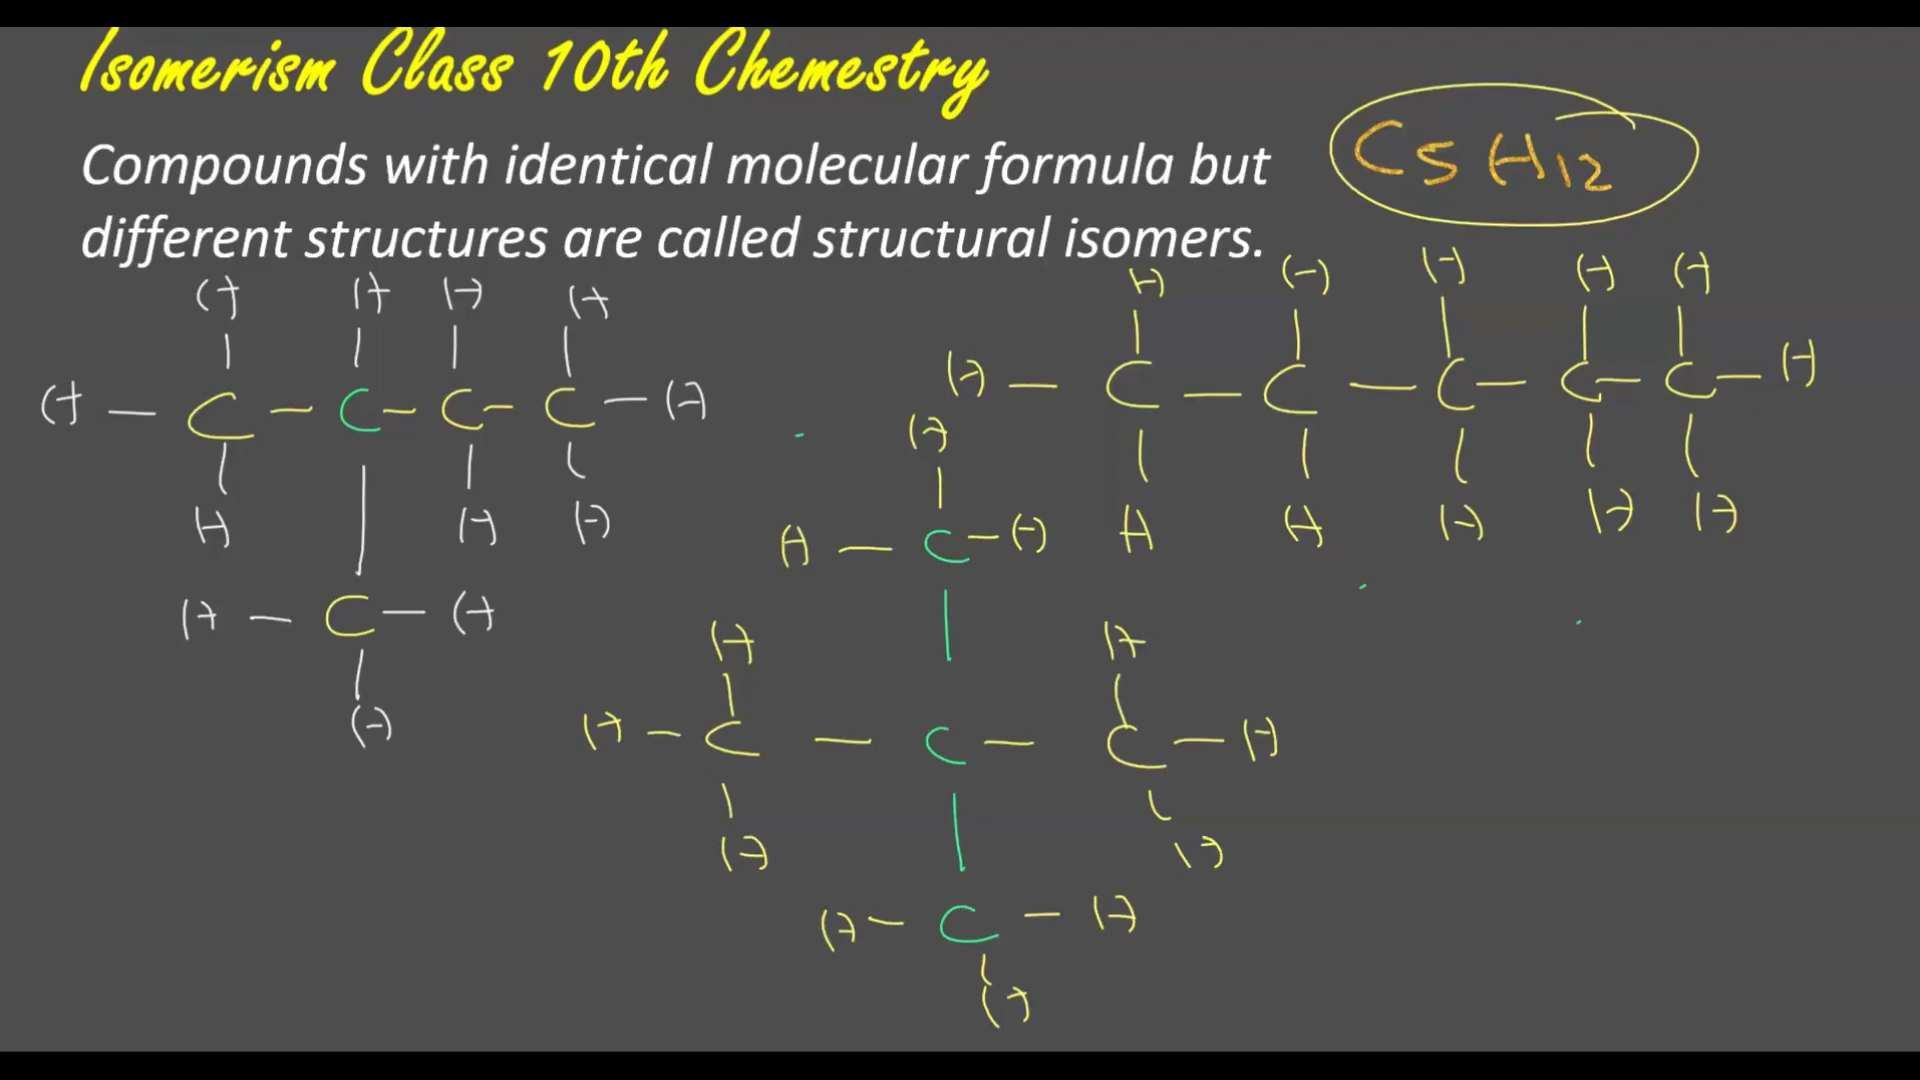 Isomerism Class 10th Chemestry
Compounds with identical molecular formula but
different structures are called structural isomers.
C5H12
H H H H
H — C — C — C — C — H
H H H
H — C — H
H
H H H H H
H — C — C — C — C — C — H
H H H H H
H
H — C — H
H H
H — C — C — C — H
H H
H — C — H
H